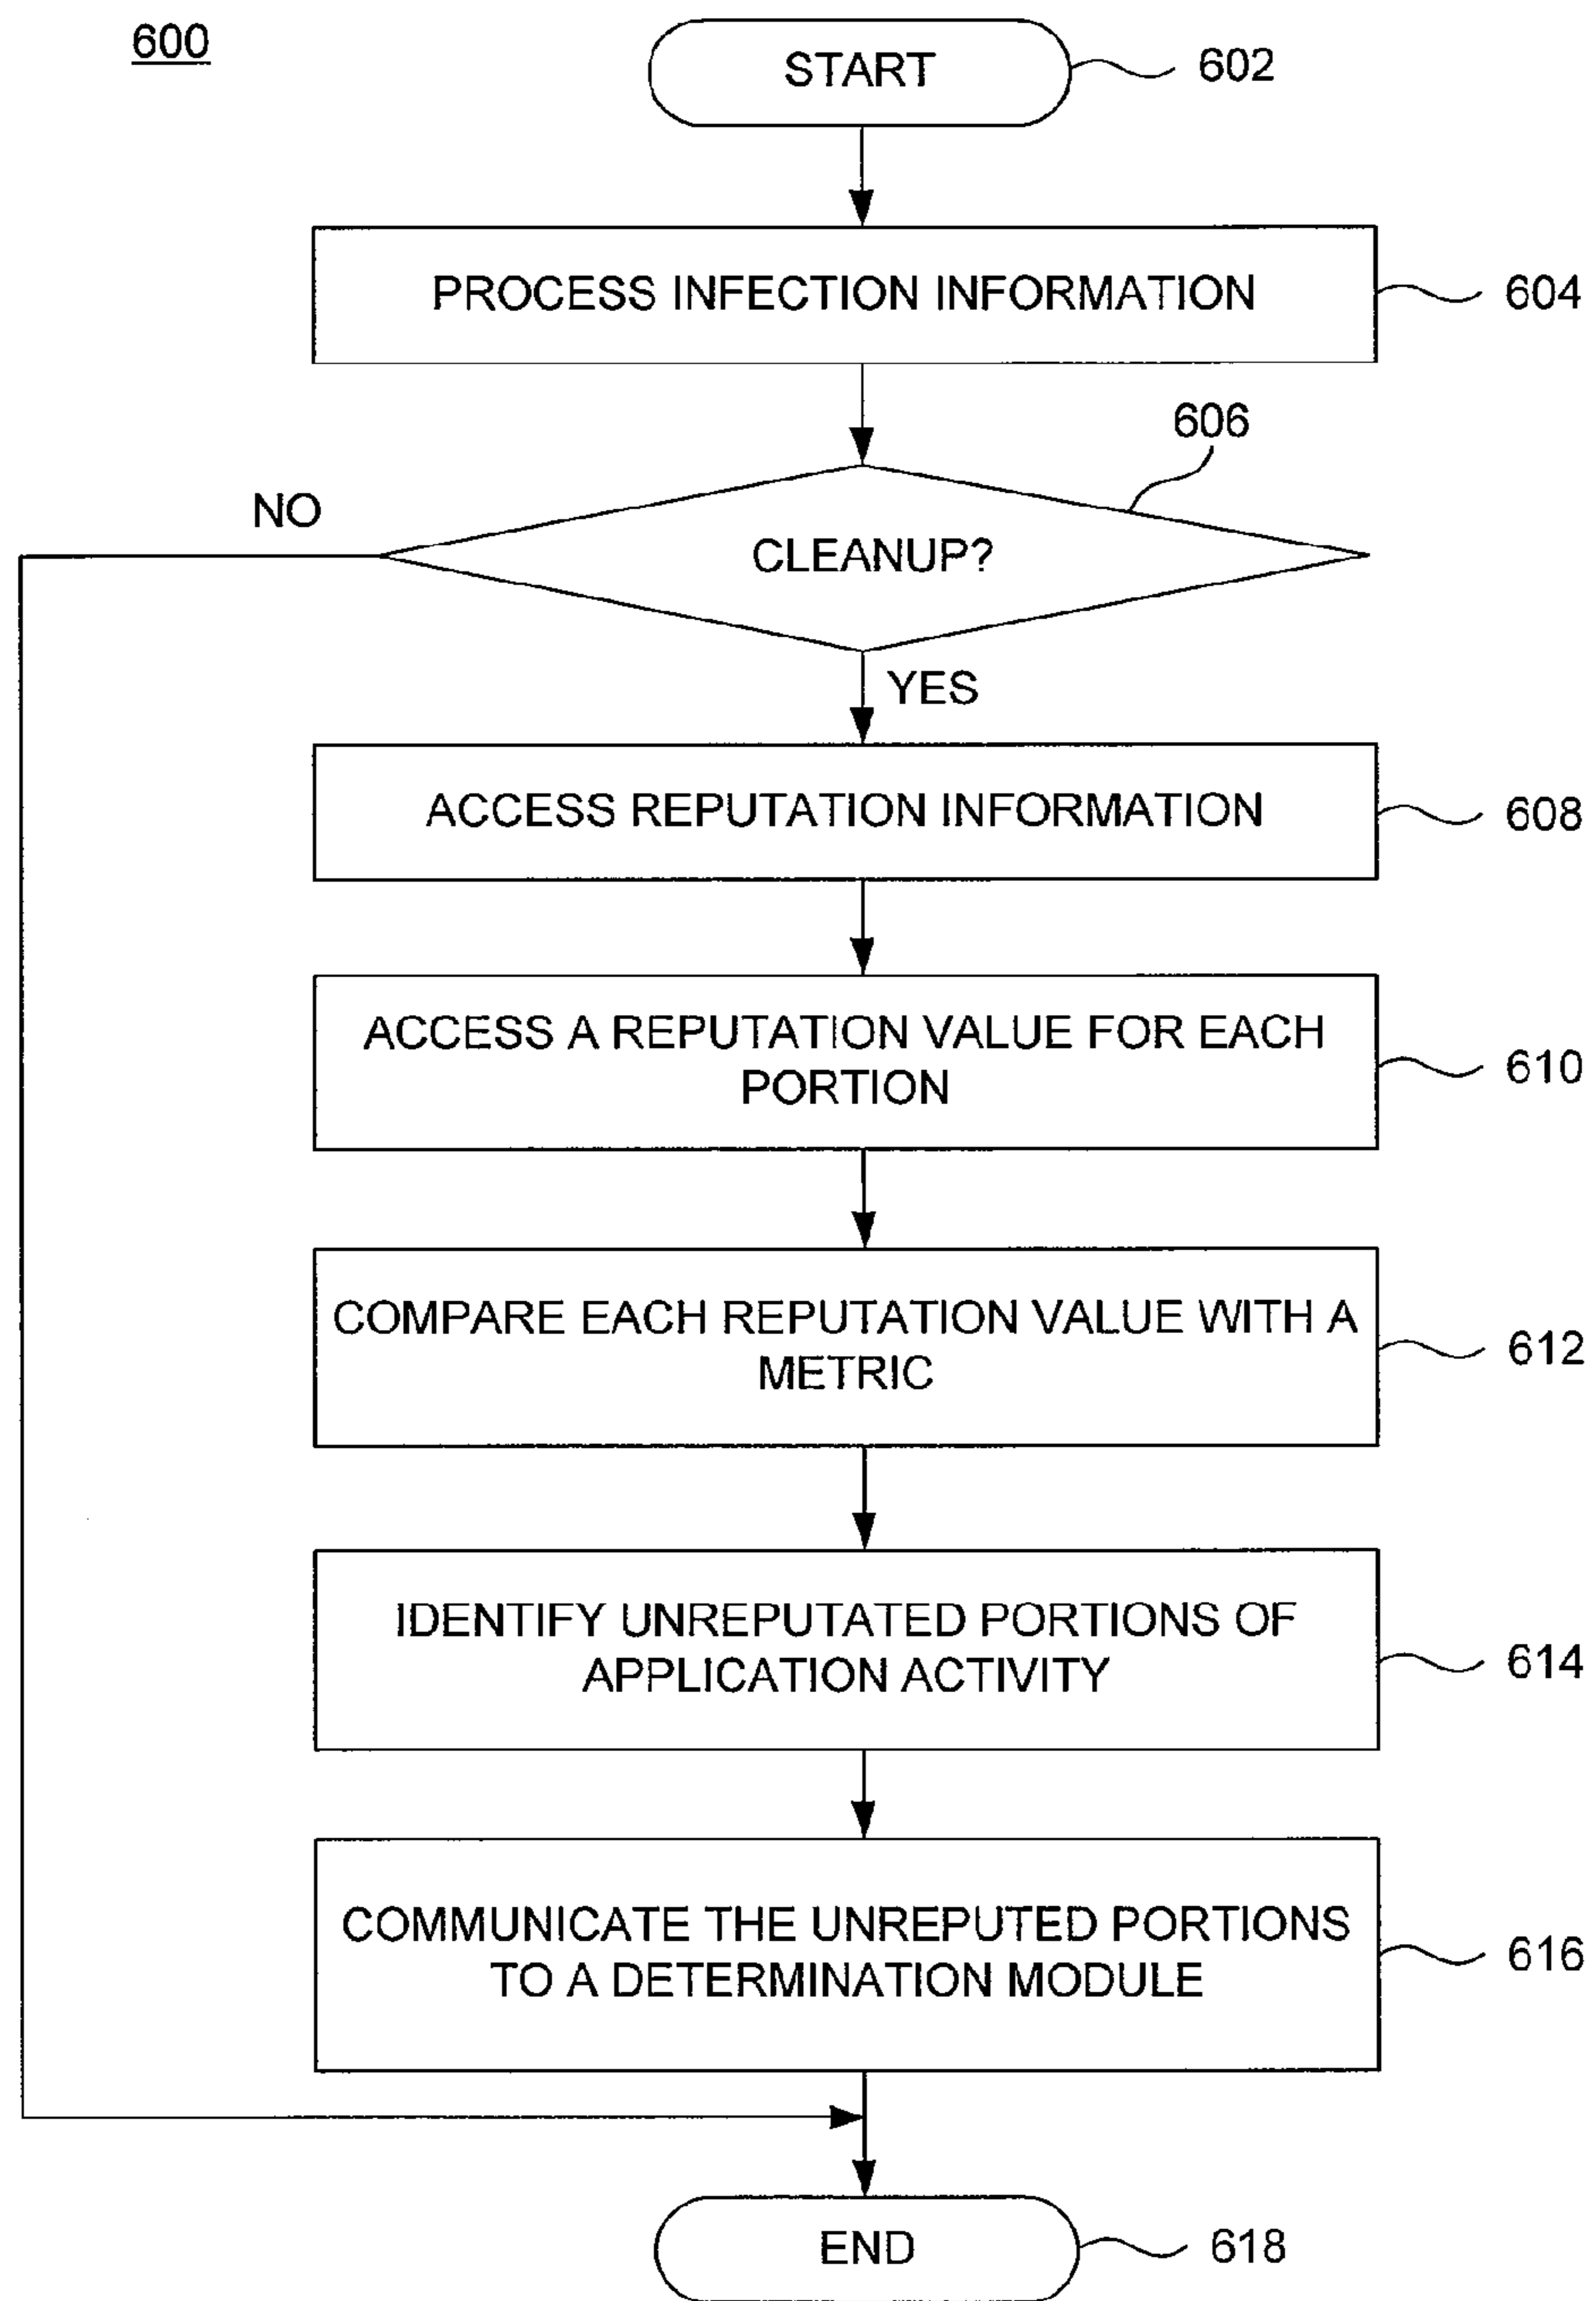 600
START
602
PROCESS INFECTION INFORMATION
604
606
NO
CLEANUP?
YES
ACCESS REPUTATION INFORMATION
608
ACCESS A REPUTATION VALUE FOR EACH
PORTION
610
COMPARE EACH REPUTATION VALUE WITH A
METRIC
612
IDENTIFY UNREPUTATED PORTIONS OF
APPLICATION ACTIVITY
614
COMMUNICATE THE UNREPUTED PORTIONS
TO A DETERMINATION MODULE
616
END
618